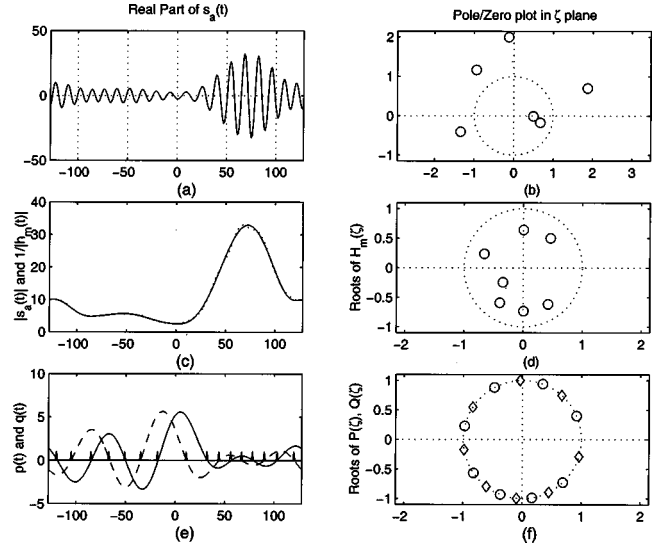 Real Part of s_a(t)
Pole/Zero plot in ζ plane
50
0
−50
−100 −50 0 50 100
(a)
2
1
0
−1
−2 −1 0 1 2 3
(b)
|s_a(t)| and 1/|h_m(t)|
40
30
20
10
0
−100 −50 0 50 100
(c)
Roots of H_m(ζ)
1
0.5
0
−0.5
−1
−2 −1 0 1 2
(d)
p(t) and q(t)
10
5
0
−5
−100 −50 0 50 100
(e)
Roots of P(ζ), Q(ζ)
1
0.5
0
−0.5
−1
−2 −1 0 1 2
(f)